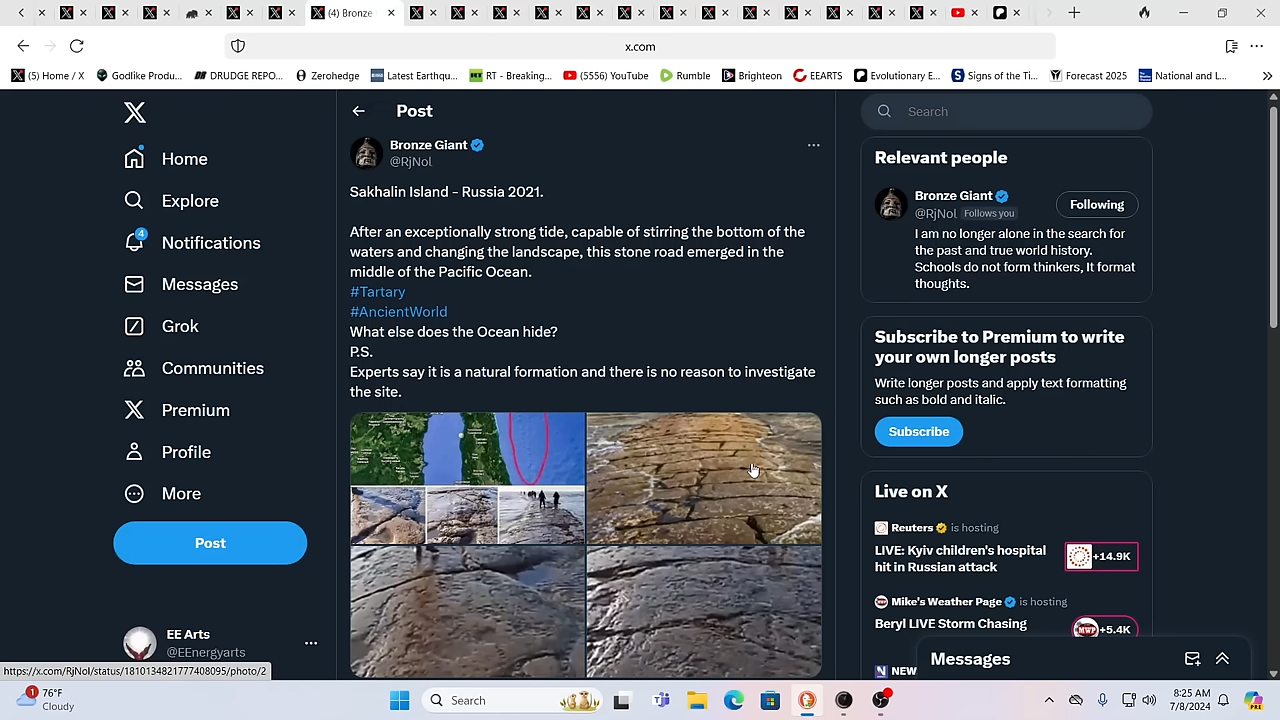 (4) Bronze
x.com
(5) Home / X
Godlike Produ...
DRUDGE REPO...
Zerohedge
Latest Earthqu...
RT - Breaking...
(5556) YouTube
Rumble
Brighteon
EEARTS
Evolutionary E...
Signs of the Ti...
Forecast 2025
National and L...
Home
Explore
4
Notifications
Messages
Grok
Communities
Premium
Profile
More
Post
EE Arts
@EEnergyarts
Post
Bronze Giant
@RjNol
Sakhalin Island - Russia 2021.
After an exceptionally strong tide, capable of stirring the bottom of the
waters and changing the landscape, this stone road emerged in the
middle of the Pacific Ocean.
#Tartary
#AncientWorld
What else does the Ocean hide?
P.S.
Experts say it is a natural formation and there is no reason to investigate
the site.
Search
Relevant people
Bronze Giant
@RjNol Follows you
Following
I am no longer alone in the search for
the past and true world history.
Schools do not form thinkers, It format
thoughts.
Subscribe to Premium to write
your own longer posts
Write longer posts and apply text formatting
such as bold and italic.
Subscribe
Live on X
Reuters is hosting
LIVE: Kyiv children's hospital
hit in Russian attack
+14.9K
Mike's Weather Page is hosting
Beryl LIVE Storm Chasing
MWP +5.4K
NEW
Messages
https://x.com/RjNol/status/1810134821777408095/photo/2
1
76°F
Cloudy
Search
8:25 AM
7/8/2024
PRE